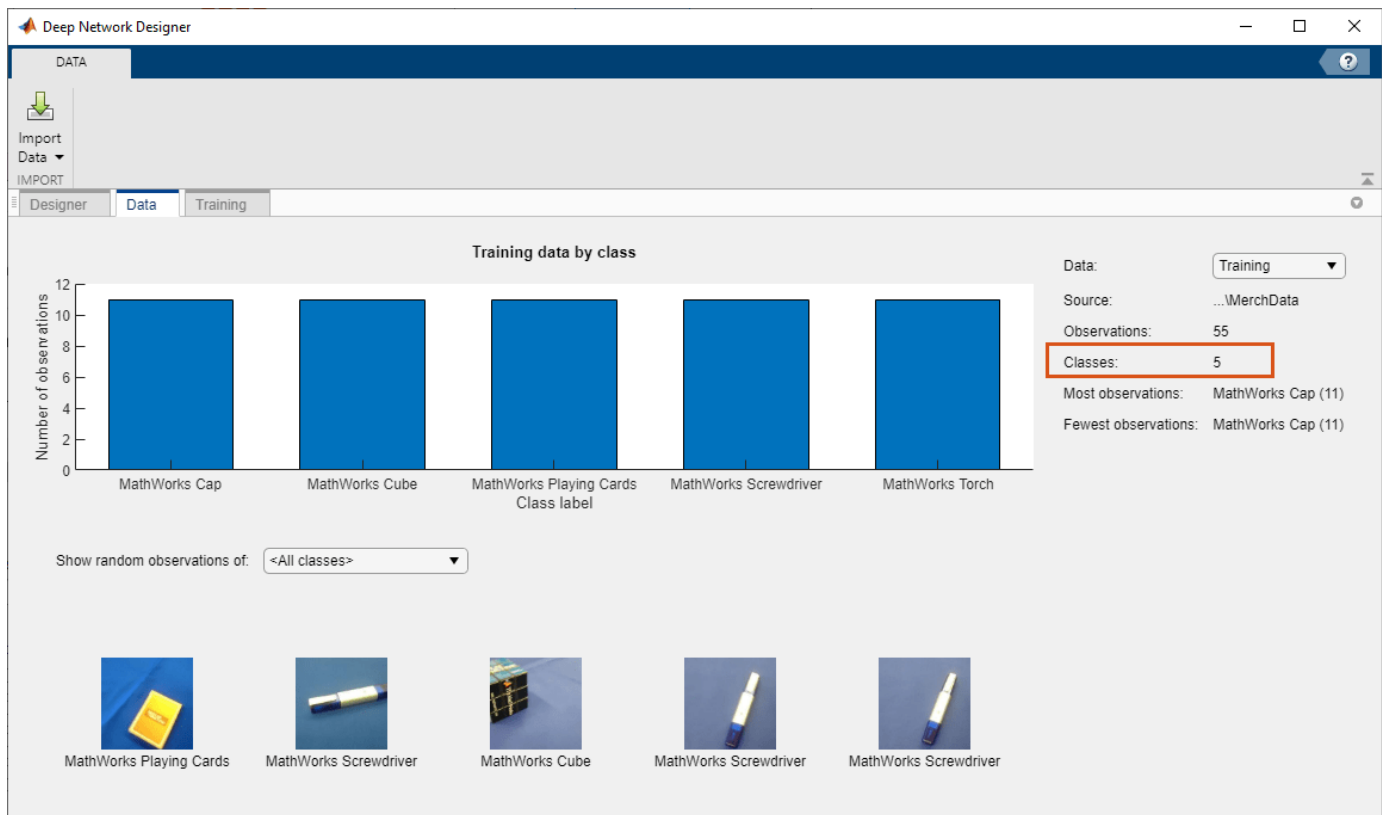 Deep Network Designer
DATA
?
Import
Data
IMPORT
Designer
Data
Training
Training data by class
Number of observations
12
10
8
6
4
2
0
MathWorks Cap
MathWorks Cube
MathWorks Playing Cards
MathWorks Screwdriver
MathWorks Torch
Class label
Data: Training
Source: ...\MerchData
Observations: 55
Classes: 5
Most observations: MathWorks Cap (11)
Fewest observations: MathWorks Cap (11)
Show random observations of: <All classes>
MathWorks Playing Cards
MathWorks Screwdriver
MathWorks Cube
MathWorks Screwdriver
MathWorks Screwdriver